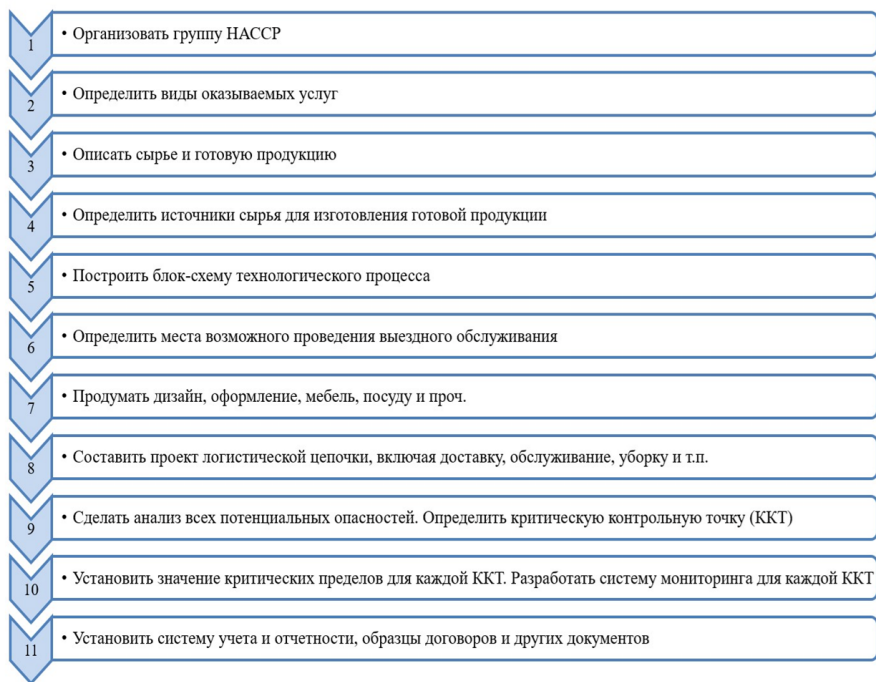 1
• Организовать группу НАССР
2
• Определить виды оказываемых услуг
3
• Описать сырье и готовую продукцию
4
• Определить источники сырья для изготовления готовой продукции
5
• Построить блок-схему технологического процесса
6
• Определить места возможного проведения выездного обслуживания
7
• Продумать дизайн, оформление, мебель, посуду и проч.
8
• Составить проект логистической цепочки, включая доставку, обслуживание, уборку и т.п.
9
• Сделать анализ всех потенциальных опасностей. Определить критическую контрольную точку (ККТ)
10
• Установить значение критических пределов для каждой ККТ. Разработать систему мониторинга для каждой ККТ
11
• Установить систему учета и отчетности, образцы договоров и других документов